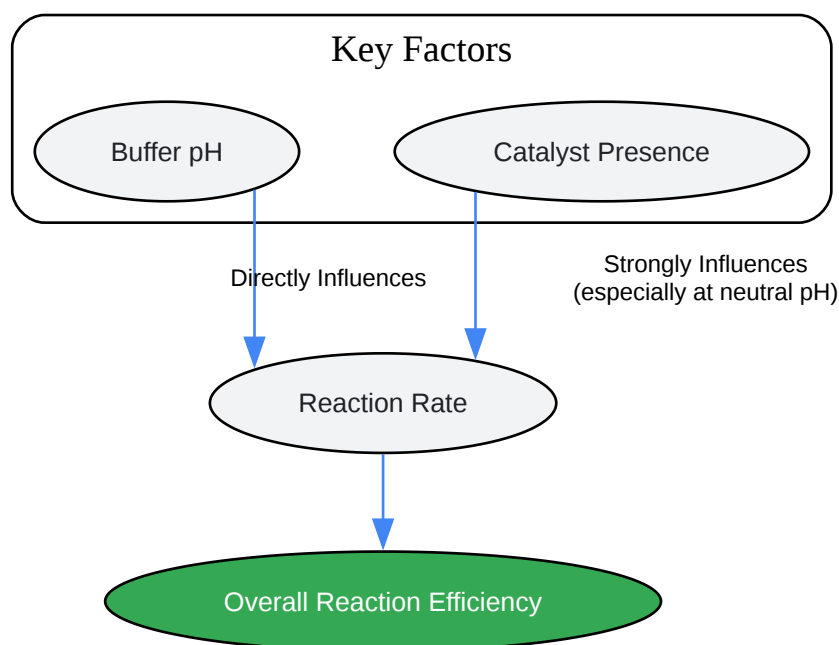 Key Factors
Buffer pH
Catalyst Presence
Directly Influences
Strongly Influences
(especially at neutral pH)
Reaction Rate
Overall Reaction Efficiency